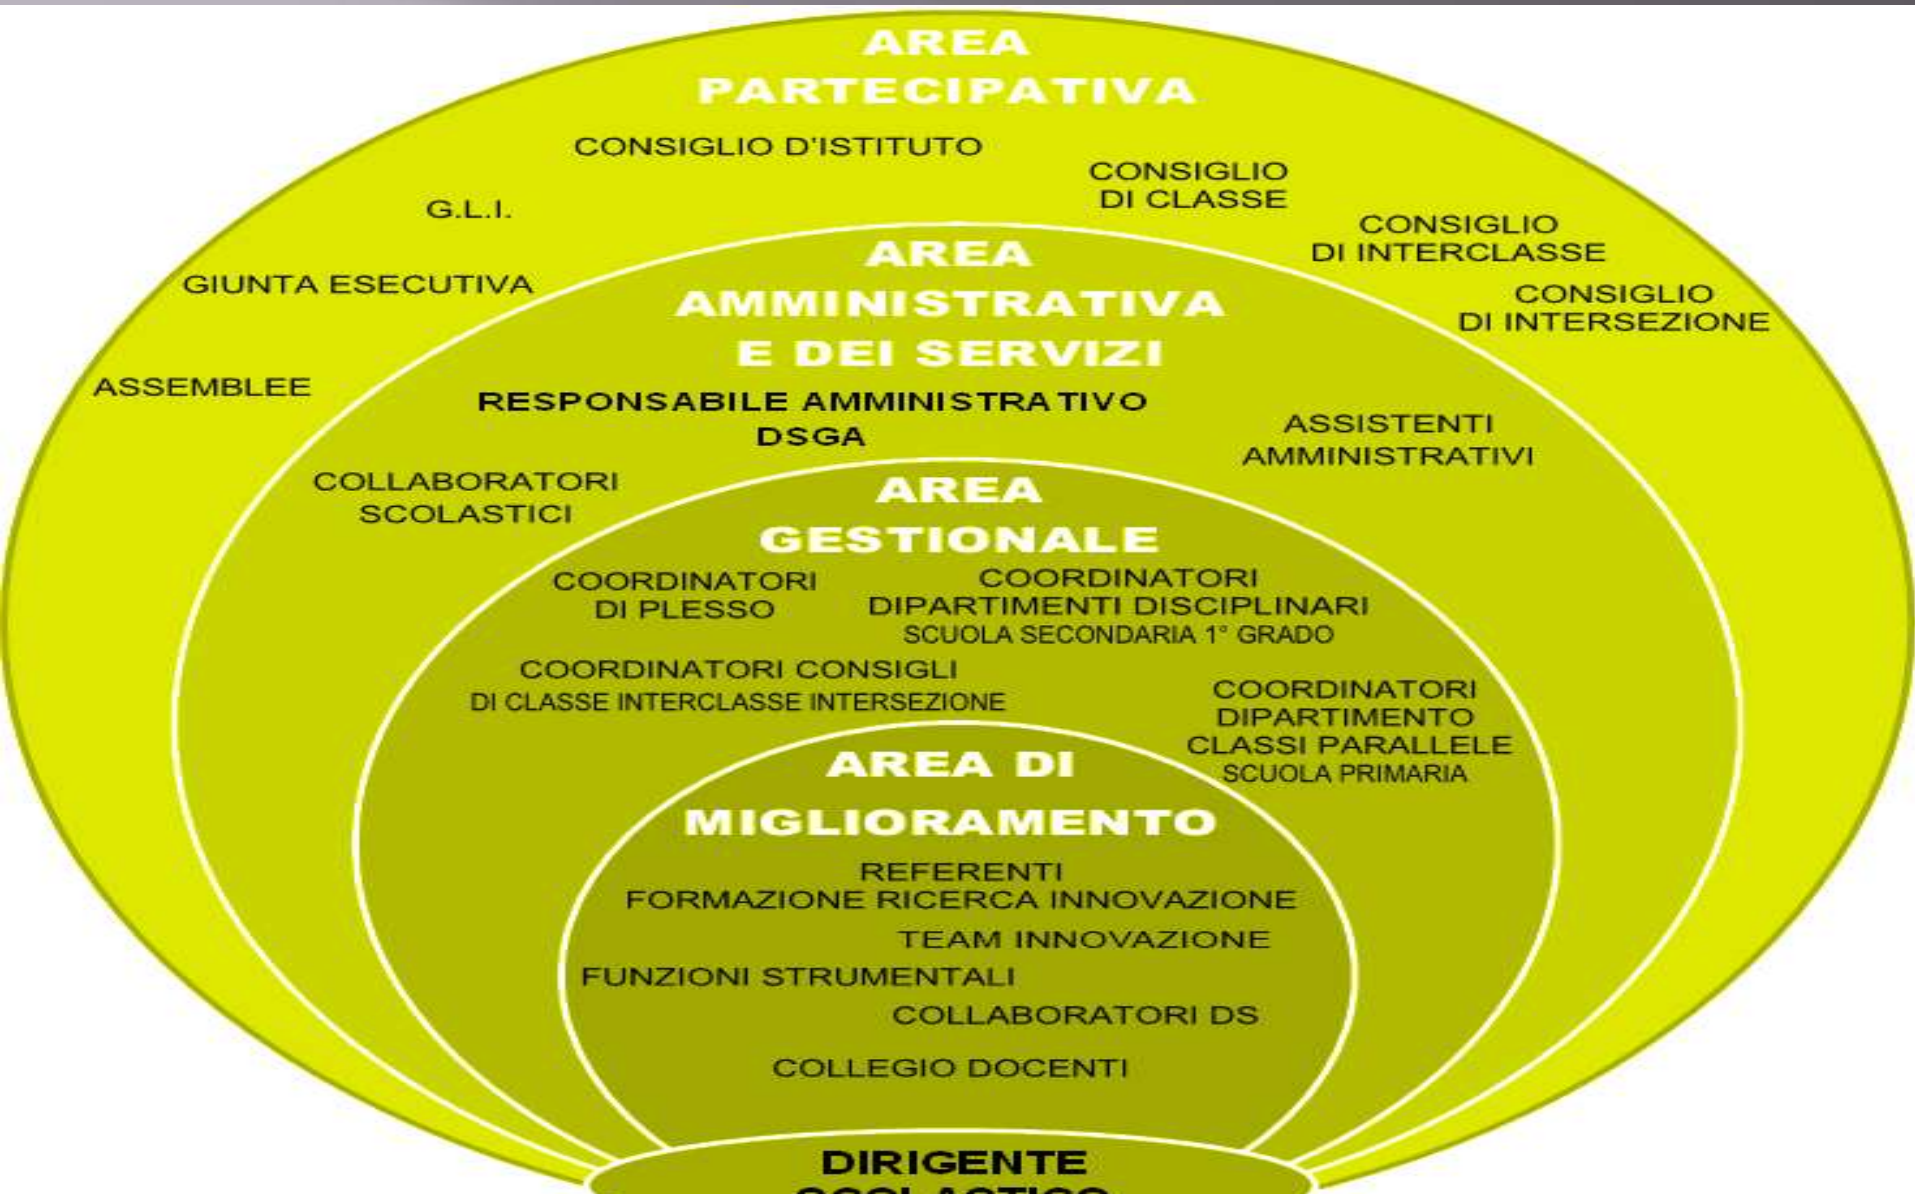 AREA
PARTECIPATIVA
CONSIGLIO D'ISTITUTO
CONSIGLIO
DI CLASSE
G.L.I.
CONSIGLIO
DI INTERCLASSE
GIUNTA ESECUTIVA
CONSIGLIO
DI INTERSEZIONE
ASSEMBLEE
AREA
AMMINISTRATIVA
E DEI SERVIZI
RESPONSABILE AMMINISTRATIVO
DSGA
ASSISTENTI
AMMINISTRATIVI
COLLABORATORI
SCOLASTICI
AREA
GESTIONALE
COORDINATORI
DI PLESSO
COORDINATORI
DIPARTIMENTI DISCIPLINARI
SCUOLA SECONDARIA 1° GRADO
COORDINATORI CONSIGLI
DI CLASSE INTERCLASSE INTERSEZIONE
COORDINATORI
DIPARTIMENTO
CLASSI PARALLELE
SCUOLA PRIMARIA
AREA DI
MIGLIORAMENTO
REFERENTI
FORMAZIONE RICERCA INNOVAZIONE
TEAM INNOVAZIONE
FUNZIONI STRUMENTALI
COLLABORATORI DS
COLLEGIO DOCENTI
DIRIGENTE
SCOLASTICO